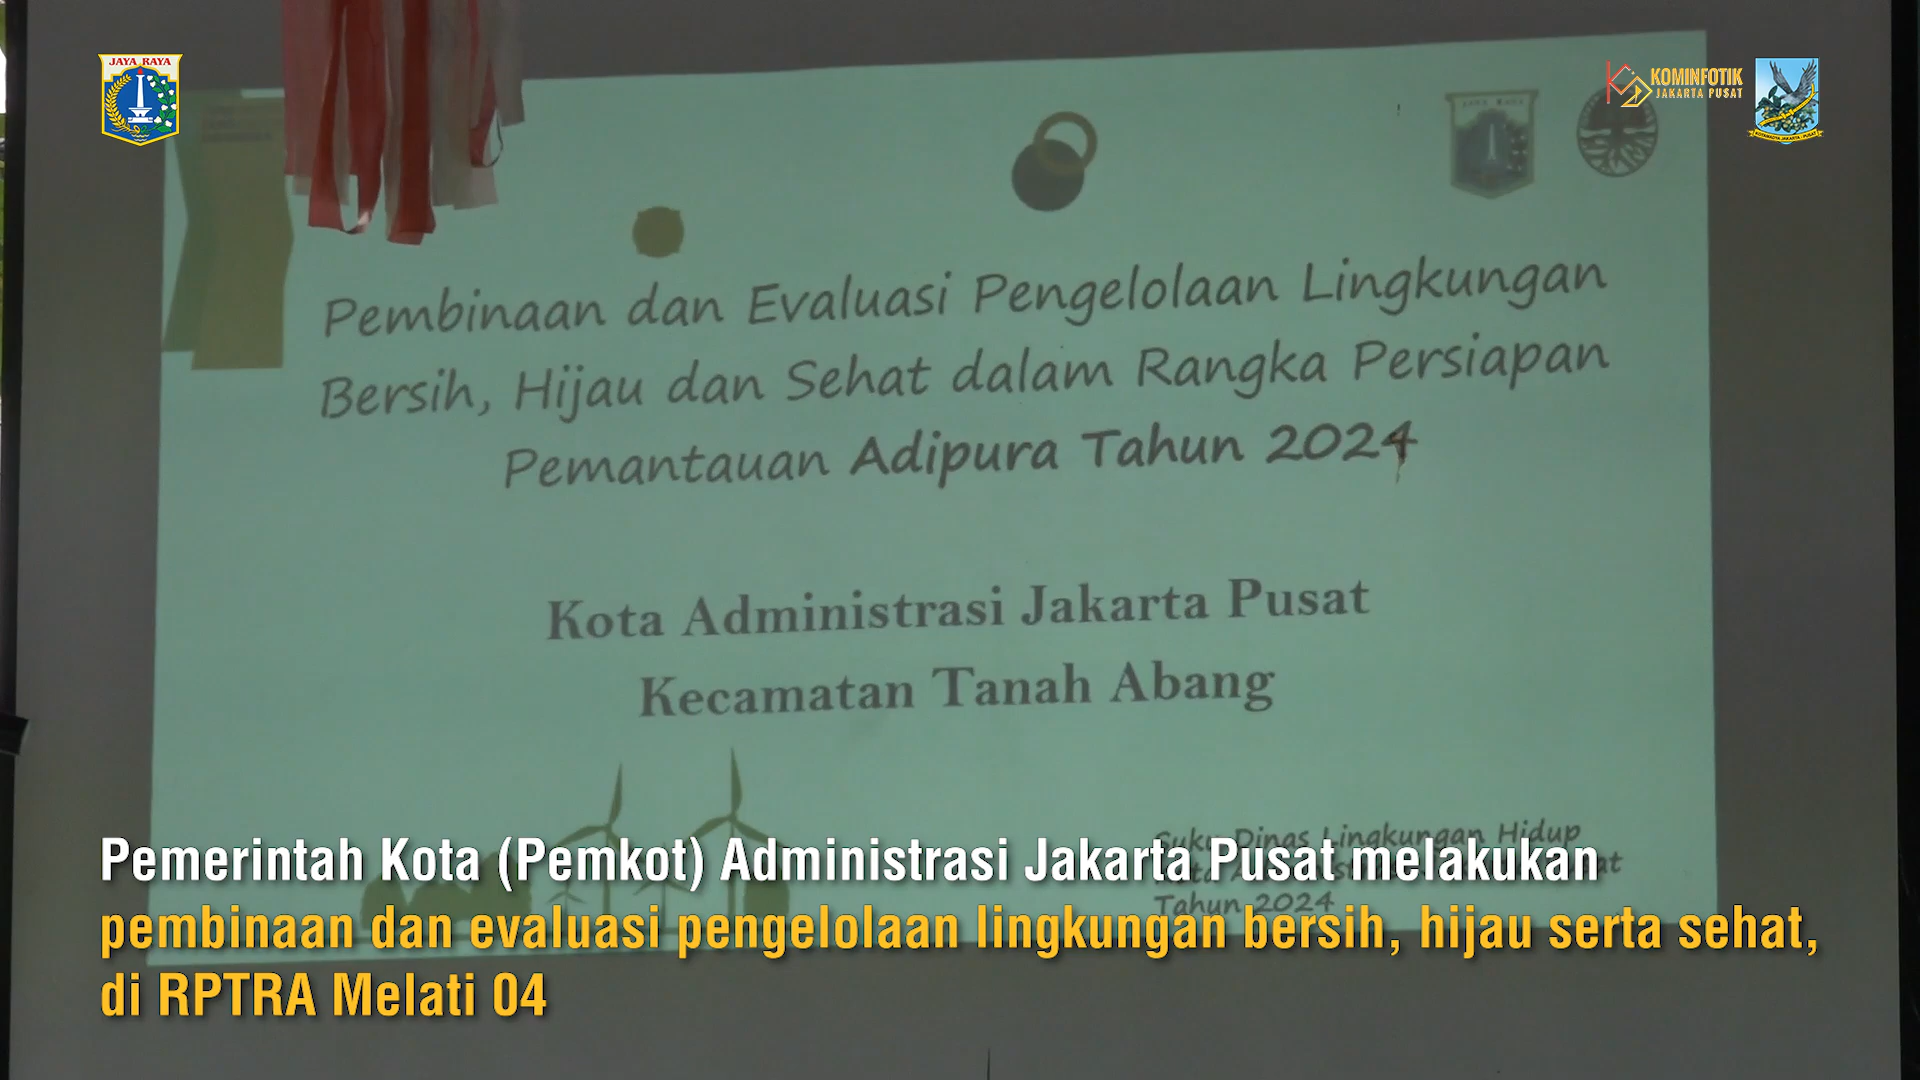 JAYA RAYA
KOMINFOTIK
JAKARTA PUSAT
JAYA RAYA
Pembinaan dan Evaluasi Pengelolaan Lingkungan
Bersih, Hijau dan Sehat dalam Rangka Persiapan
Pemantauan Adipura Tahun 2024
Kota Administrasi Jakarta Pusat
Kecamatan Tanah Abang
Suku Dinas Lingkungan Hidup
Tahun 2024
Pemerintah Kota (Pemkot) Administrasi Jakarta Pusat melakukan
pembinaan dan evaluasi pengelolaan lingkungan bersih, hijau serta sehat,
di RPTRA Melati 04